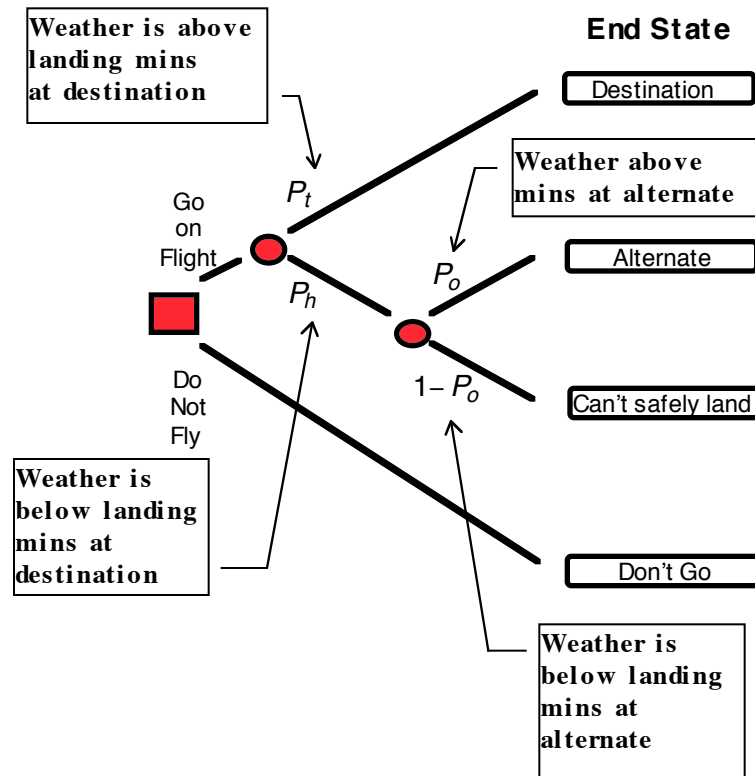 Weather is above
landing mins
at destination
End State
Destination
Weather above
mins at alternate
P_t
Go
on
Flight
Alternate
P_o
P_h
1– P_o
Do
Not
Fly
Can't safely land
Weather is
below landing
mins at
destination
Don't Go
Weather is
below landing
mins at
alternate